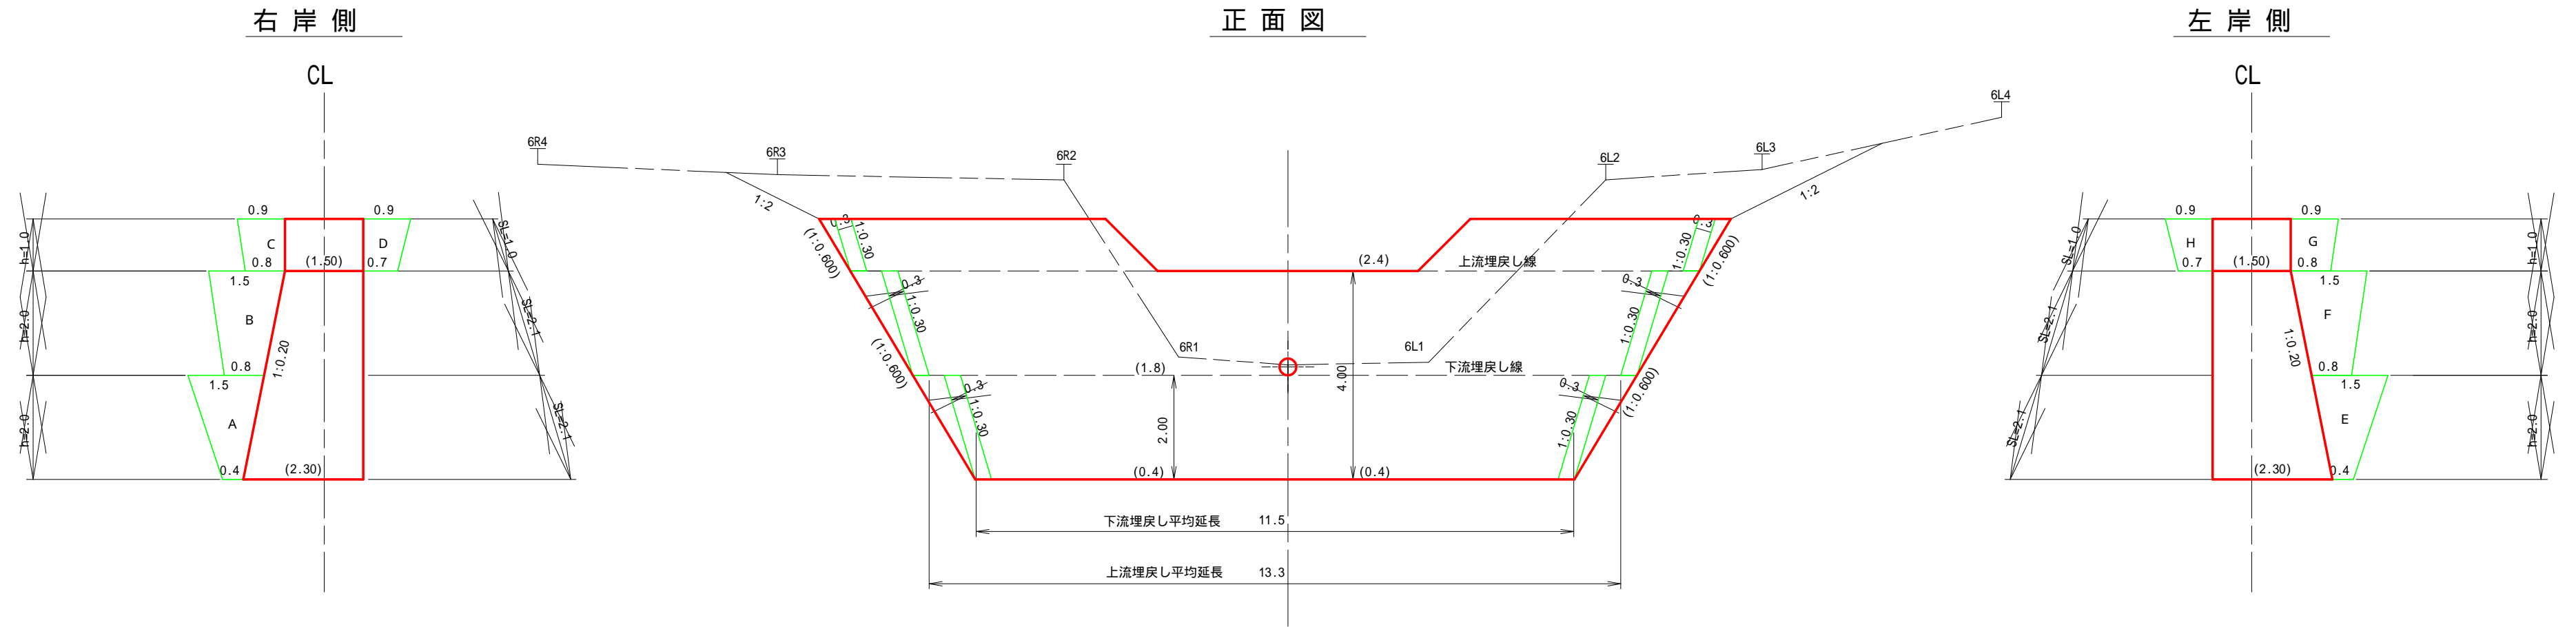 右岸側
CL
0.9
0.9
C
D
0.8
(1.50)
0.7
1.5
B
1:0.20
0.8
1.5
A
0.4
(2.30)
h=1.0
h=2.0
h=2.0
SL=1.0
SL=2.1
SL=2.1
正面図
6R4
6R3
6R2
6L2
6L3
6L4
1:2
1:2
0.3
1:0.30
(1:0.600)
0.3
1:0.30
(1:0.600)
(2.4)
上流埋戻し線
0.3
1:0.30
(1:0.600)
0.3
1:0.30
6R1
6L1
(1.8)
4.00
下流埋戻し線
0.3
1:0.30
2.00
0.3
1:0.30
(1:0.600)
(0.4)
(0.4)
下流埋戻し平均延長 11.5
上流埋戻し平均延長 13.3
左岸側
CL
0.9
0.9
H
G
0.7
(1.50)
0.8
1.5
F
1:0.20
0.8
1.5
E
(2.30)
0.4
SL=1.0
SL=2.1
SL=2.1
h=1.0
h=2.0
h=2.0